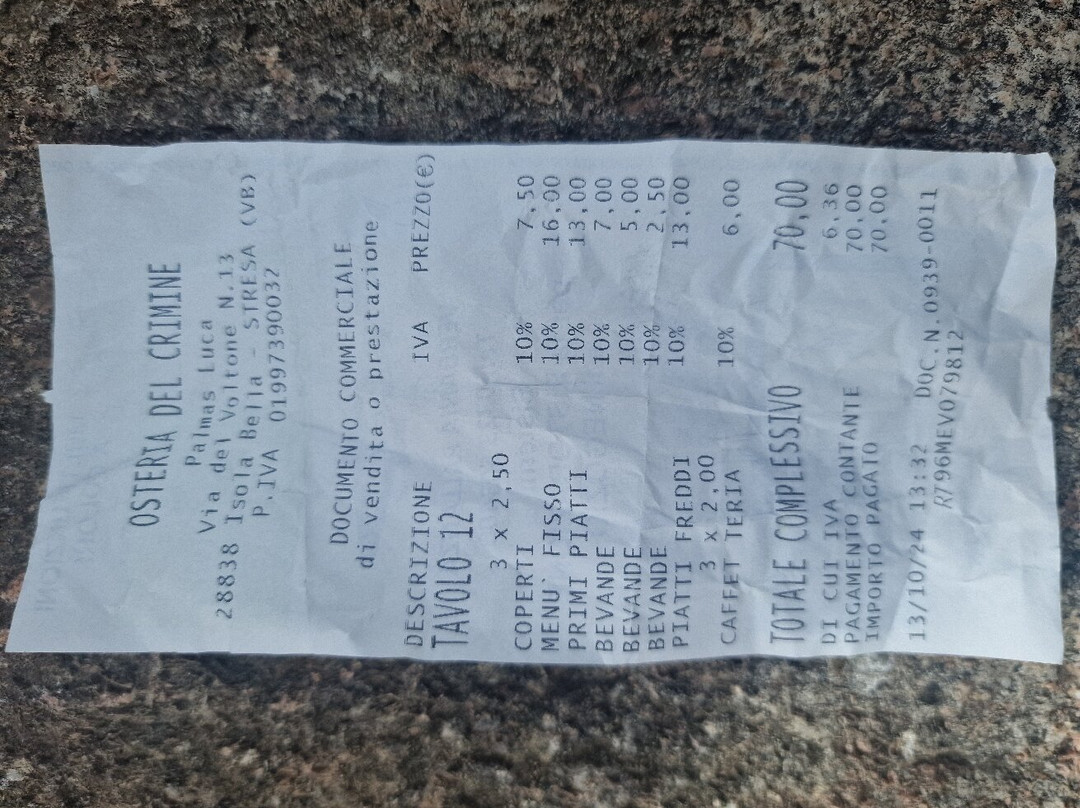 OSTERIA DEL CRIMINE
Palmas Luca
Via del Voltone N.13
28838 Isola Bella - STRESA (VB)
P.IVA 01997390032
DOCUMENTO COMMERCIALE
di vendita o prestazione
DESCRIZIONE IVA PREZZO(€)
TAVOLO 12
3 x 2,50
COPERTI 10% 7,50
MENU` FISSO 10% 16,00
PRIMI PIATTI 10% 13,00
BEVANDE 10% 7,00
BEVANDE 10% 5,00
BEVANDE 10% 2,50
PIATTI FREDDI 10% 13,00
3 x 2,00
CAFFET TERIA 10% 6,00
TOTALE COMPLESSIVO 70,00
DI CUI IVA 6,36
PAGAMENTO CONTANTE 70,00
IMPORTO PAGATO 70,00
13/10/24 13:32 DOC.N.0939-0011
R796MEV079812